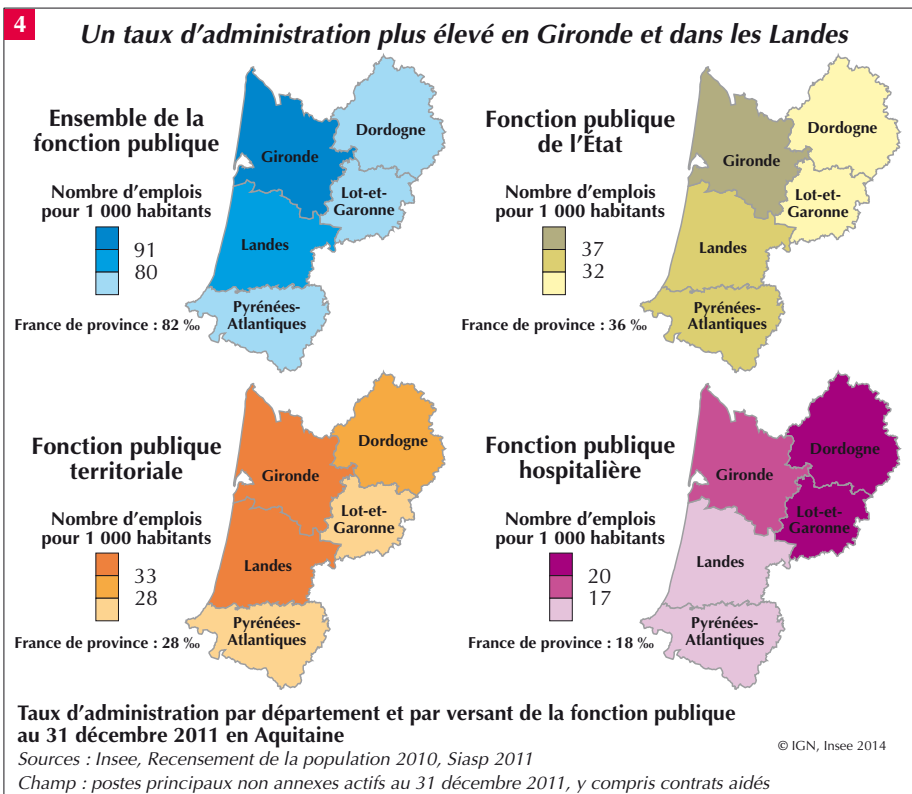 4
Un taux d'administration plus élevé en Gironde et dans les Landes
Ensemble de la
fonction publique
Nombre d'emplois
pour 1 000 habitants
91
80
France de province : 82 ‰
Dordogne
Gironde
Lot-et-
Garonne
Landes
Pyrénées-
Atlantiques
Fonction publique
de l'État
Nombre d'emplois
pour 1 000 habitants
37
32
France de province : 36 ‰
Dordogne
Gironde
Lot-et-
Garonne
Landes
Pyrénées-
Atlantiques
Fonction publique
territoriale
Nombre d'emplois
pour 1 000 habitants
33
28
France de province : 28 ‰
Dordogne
Gironde
Lot-et-
Garonne
Landes
Pyrénées-
Atlantiques
Fonction publique
hospitalière
Nombre d'emplois
pour 1 000 habitants
20
17
France de province : 18 ‰
Dordogne
Gironde
Lot-et-
Garonne
Landes
Pyrénées-
Atlantiques
Taux d'administration par département et par versant de la fonction publique
au 31 décembre 2011 en Aquitaine
© IGN, Insee 2014
Sources : Insee, Recensement de la population 2010, Siasp 2011
Champ : postes principaux non annexes actifs au 31 décembre 2011, y compris contrats aidés